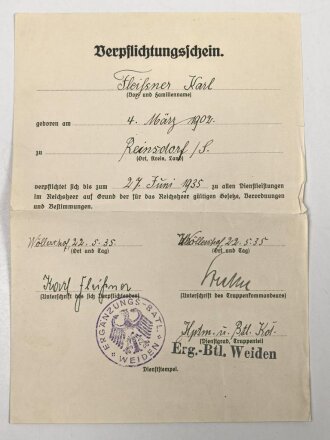 Verpflichtungsschein.
Fleißner Karl
(Vor- und Familienname)
geboren am 4. März 1902
zu Reinsdorf/S.
(Ort, Kreis, Land)
verpflichtet sich bis zum 27. Juni 1935 zu allen Dienstleistungen
im Reichsheer auf Grund der für das Reichsheer gültigen Gesetze, Verordnungen
und Bestimmungen.
Wöllershof 22.5.35 Wöllershof 22.5.35
(Ort und Tag) (Ort und Tag)
Karl Fleißner
(Unterschrift des sich Verpflichtenden) (Unterschrift des Truppenkommandeurs)
ERGÄNZUNGS-BATL. WEIDEN
Hptm. u. Btl. Kdr.
(Dienstgrad, Truppenteil)
Erg.-Btl. Weiden
Dienststempel.